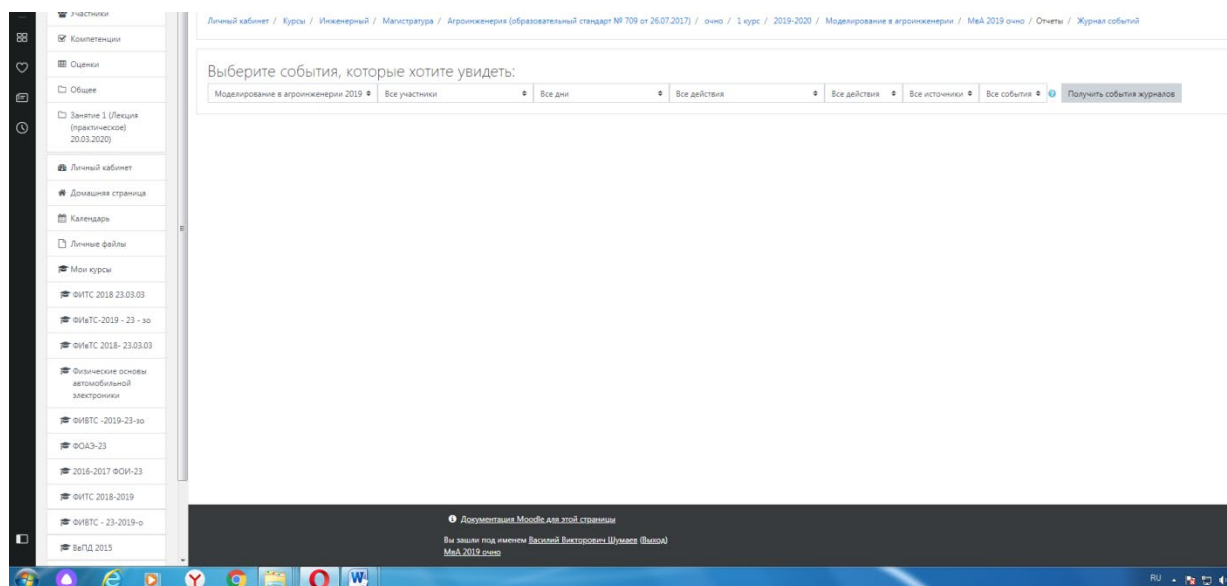 Участники
Компетенции
Оценки
Общее
Занятие 1 (Лекция
(практическое)
20.03.2020)
Личный кабинет
Домашняя страница
Календарь
Личные файлы
Мои курсы
ФИТС 2018 23.03.03
ФИвТС-2019 - 23 - зо
ФИвТС 2018- 23.03.03
Физические основы
автомобильной
электроники
ФИВТС -2019-23-зо
ФОАЭ-23
2016-2017 ФОИ-23
ФИТС 2018-2019
ФИВТС - 23-2019-о
ВвПД 2015
Личный кабинет / Курсы / Инженерный / Магистратура / Агроинженерия (образовательный стандарт № 709 от 26.07.2017) / очно / 1 курс / 2019-2020 / Моделирование в агроинженерии / МвА 2019 очно / Отчеты / Журнал событий
Выберите события, которые хотите увидеть:
Моделирование в агроинженерии 2019 Все участники Все дни Все действия Все действия Все источники Все события Получить события журналов
Документация Moodle для этой страницы
Вы зашли под именем Василий Викторович Шумаев (Выход)
МвА 2019 очно
RU